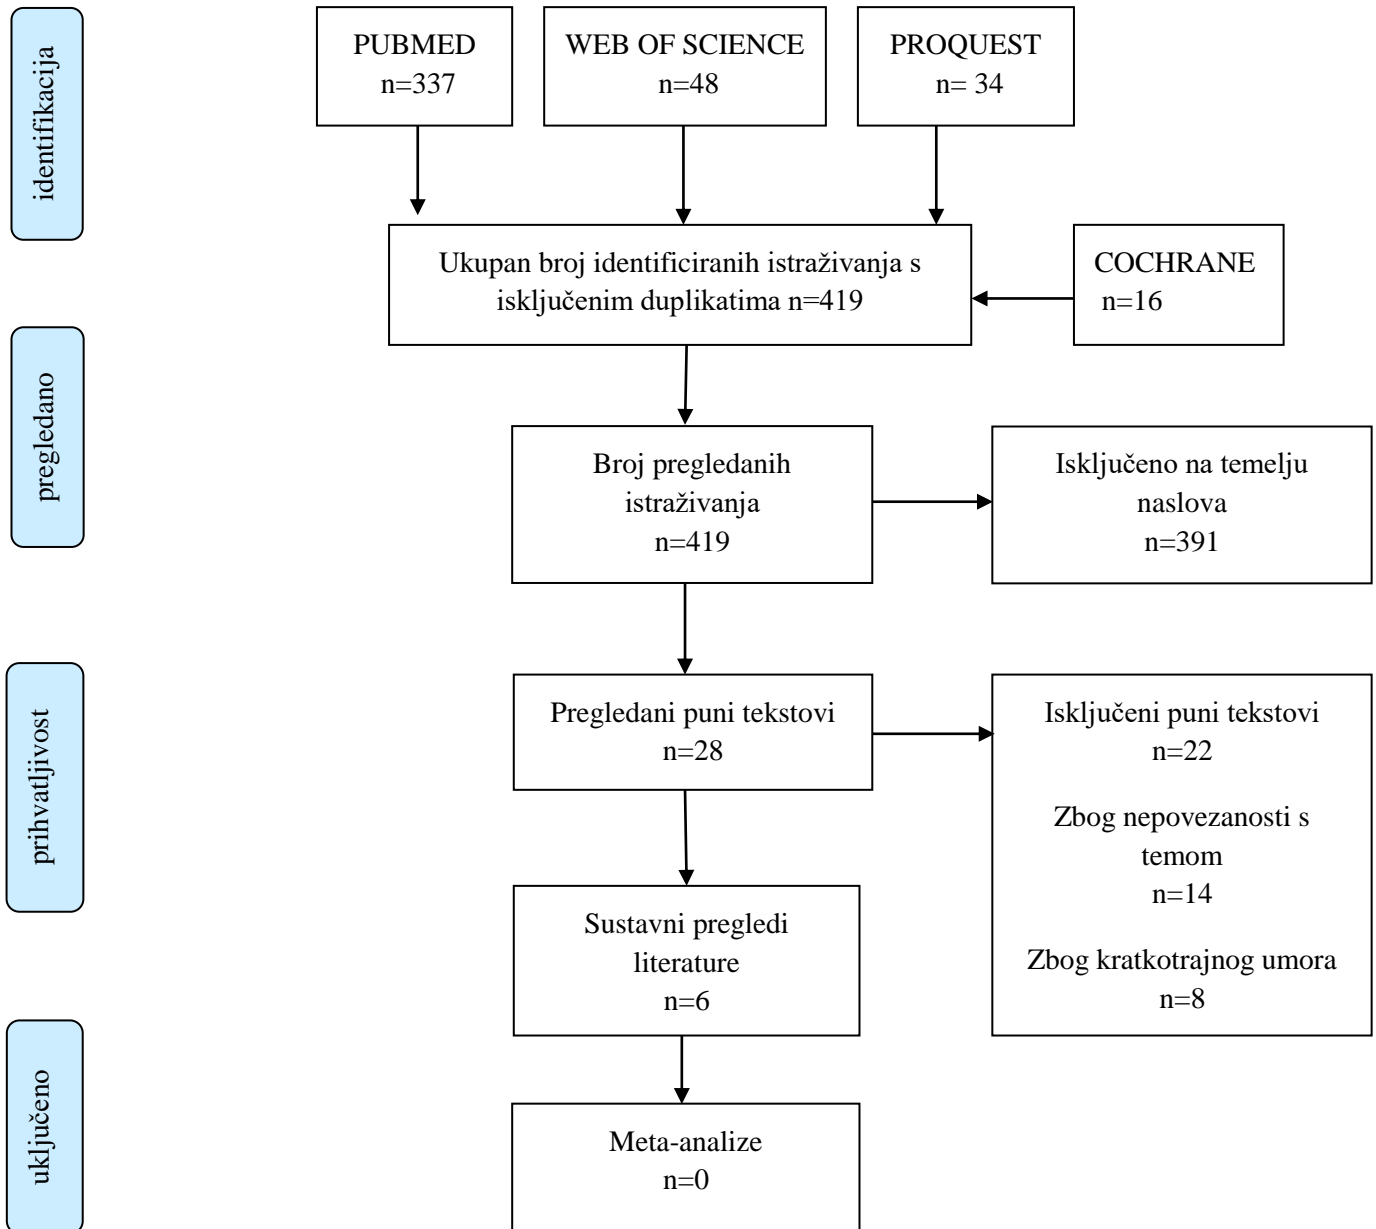 identifikacija
PUBMED
n=337
WEB OF SCIENCE
n=48
PROQUEST
n= 34
Ukupan broj identificiranih istraživanja s
isključenim duplikatima n=419
COCHRANE
n=16
pregledano
Broj pregledanih
istraživanja
n=419
Isključeno na temelju
naslova
n=391
prihvatljivost
Pregledani puni tekstovi
n=28
Isključeni puni tekstovi
n=22
Zbog nepovezanosti s
temom
n=14
Zbog kratkotrajnog umora
n=8
Sustavni pregledi
literature
n=6
uključeno
Meta-analize
n=0